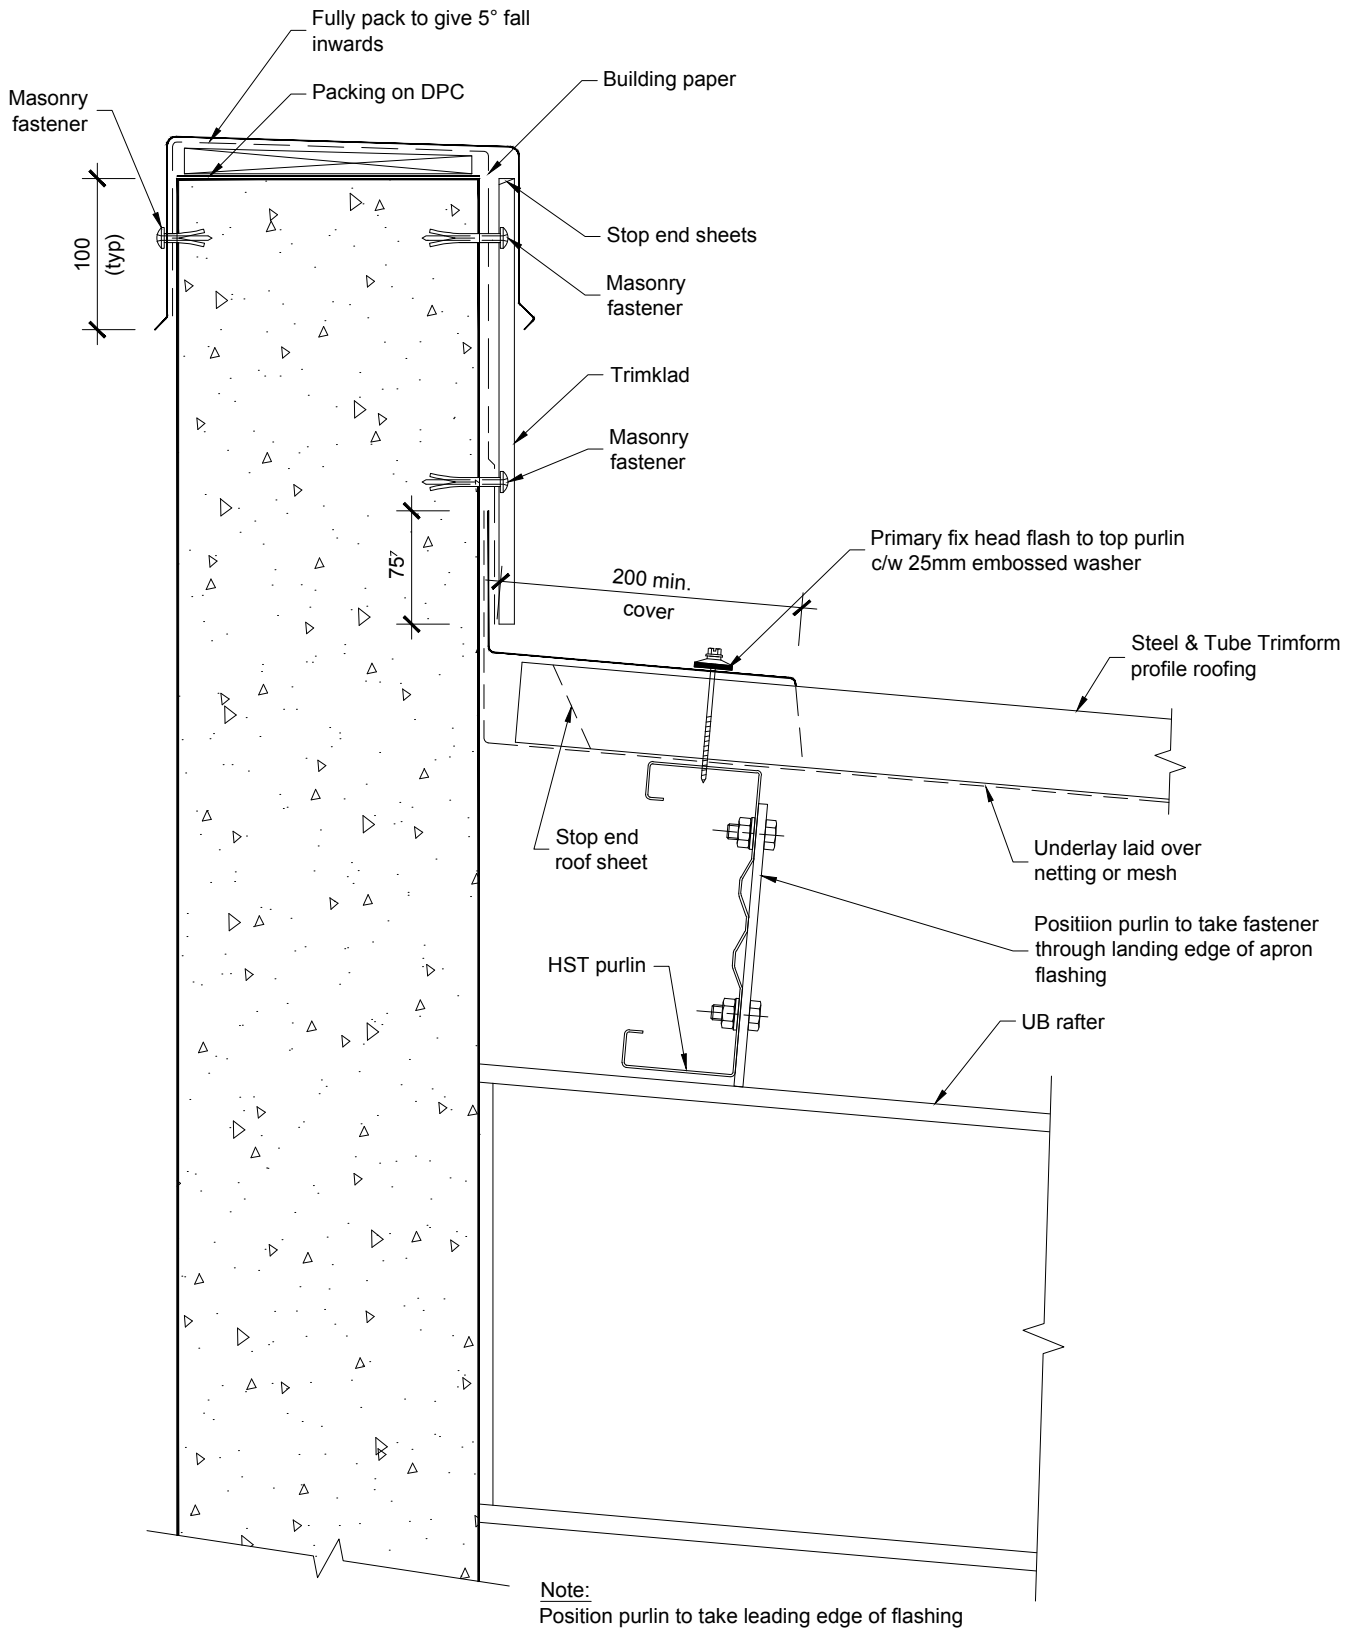 Fully pack to give 5° fall
inwards
Building paper
Packing on DPC
Masonry
fastener
100
(typ)
Stop end sheets
Masonry
fastener
Trimklad
Masonry
fastener
75⁷
200 min.
cover
Primary fix head flash to top purlin
c/w 25mm embossed washer
Steel & Tube Trimform
profile roofing
Stop end
roof sheet
Underlay laid over
netting or mesh
Positiion purlin to take fastener
through landing edge of apron
flashing
HST purlin
UB rafter
Note:
Position purlin to take leading edge of flashing